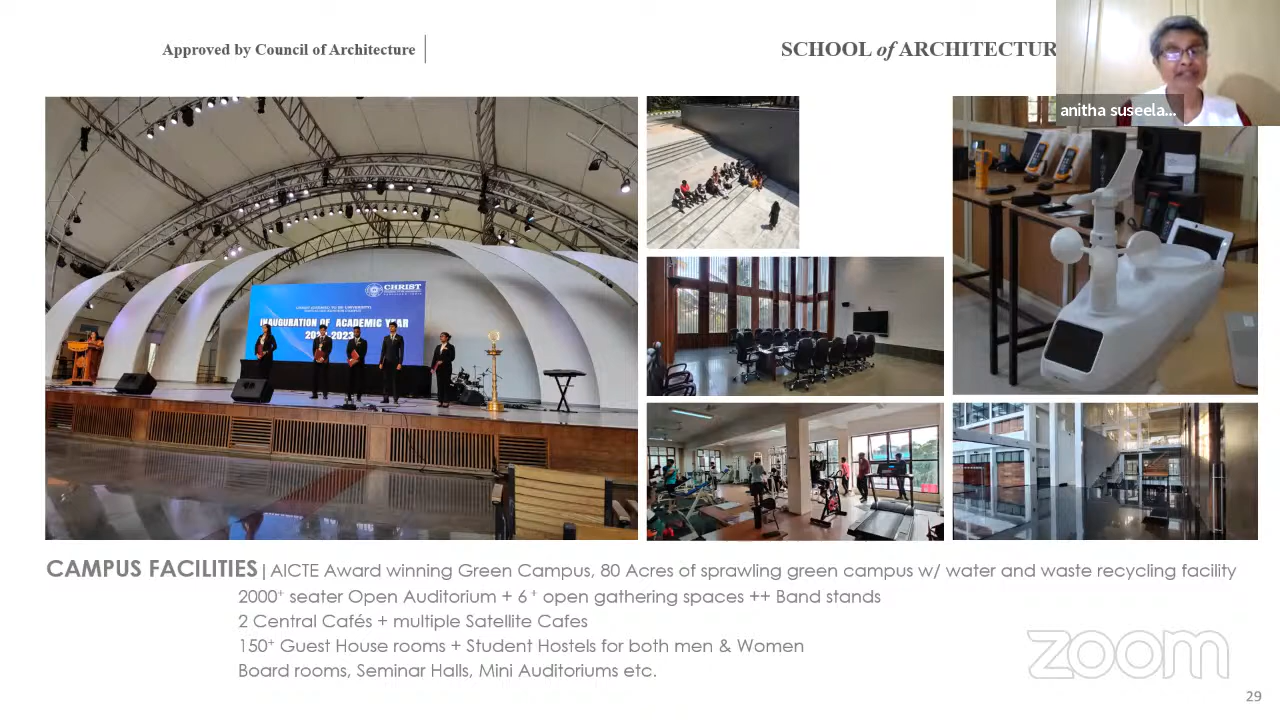 Approved by Council of Architecture
SCHOOL of ARCHITECTUR
anitha suseela...
CHRIST
INAUGURATION OF ACADEMIC YEAR
CAMPUS FACILITIES | AICTE Award winning Green Campus, 80 Acres of sprawling green campus w/ water and waste recycling facility
2000+ seater Open Auditorium + 6+ open gathering spaces ++ Band stands
2 Central Cafés + multiple Satellite Cafes
150+ Guest House rooms + Student Hostels for both men & Women
Board rooms, Seminar Halls, Mini Auditoriums etc.
zoom
29